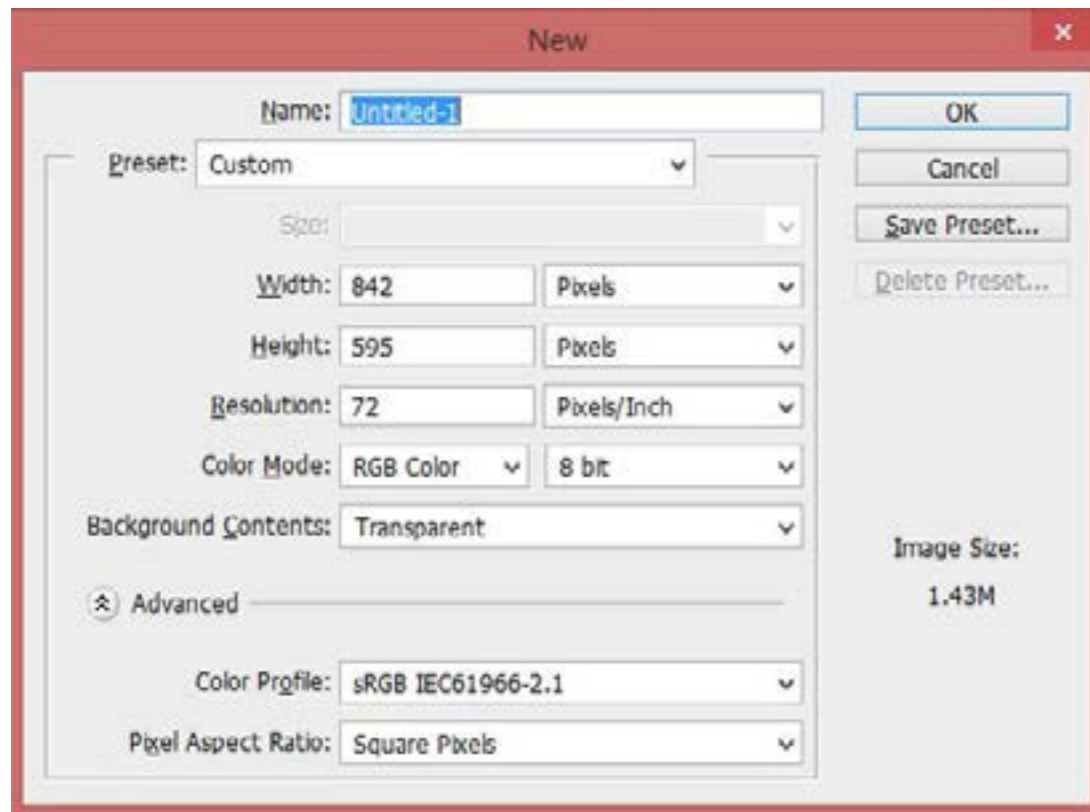 New
Name: Untitled-1
OK
Preset: Custom
Cancel
Size:
Save Preset...
Width: 842 Pixels
Delete Preset...
Height: 595 Pixels
Resolution: 72 Pixels/Inch
Color Mode: RGB Color 8 bit
Background Contents: Transparent
Image Size:
1.43M
Advanced
Color Profile: sRGB IEC61966-2.1
Pixel Aspect Ratio: Square Pixels